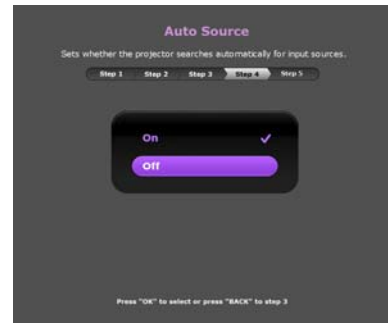 Auto Source
Sets whether the projector searches automatically for input sources.
Step 1 Step 2 Step 3 Step 4 Step 5
On
Off
Press "OK" to select or press "BACK" to step 3